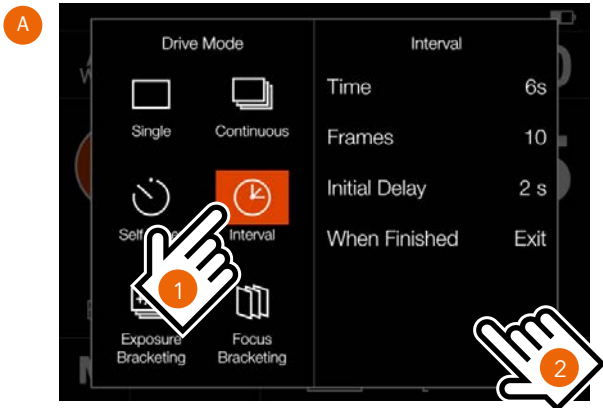 A
Drive Mode
Interval
Single
Continuous
Time 6s
Frames 10
Initial Delay 2 s
When Finished Exit
Self
Interval
1
Exposure
Bracketing
Focus
Bracketing
2